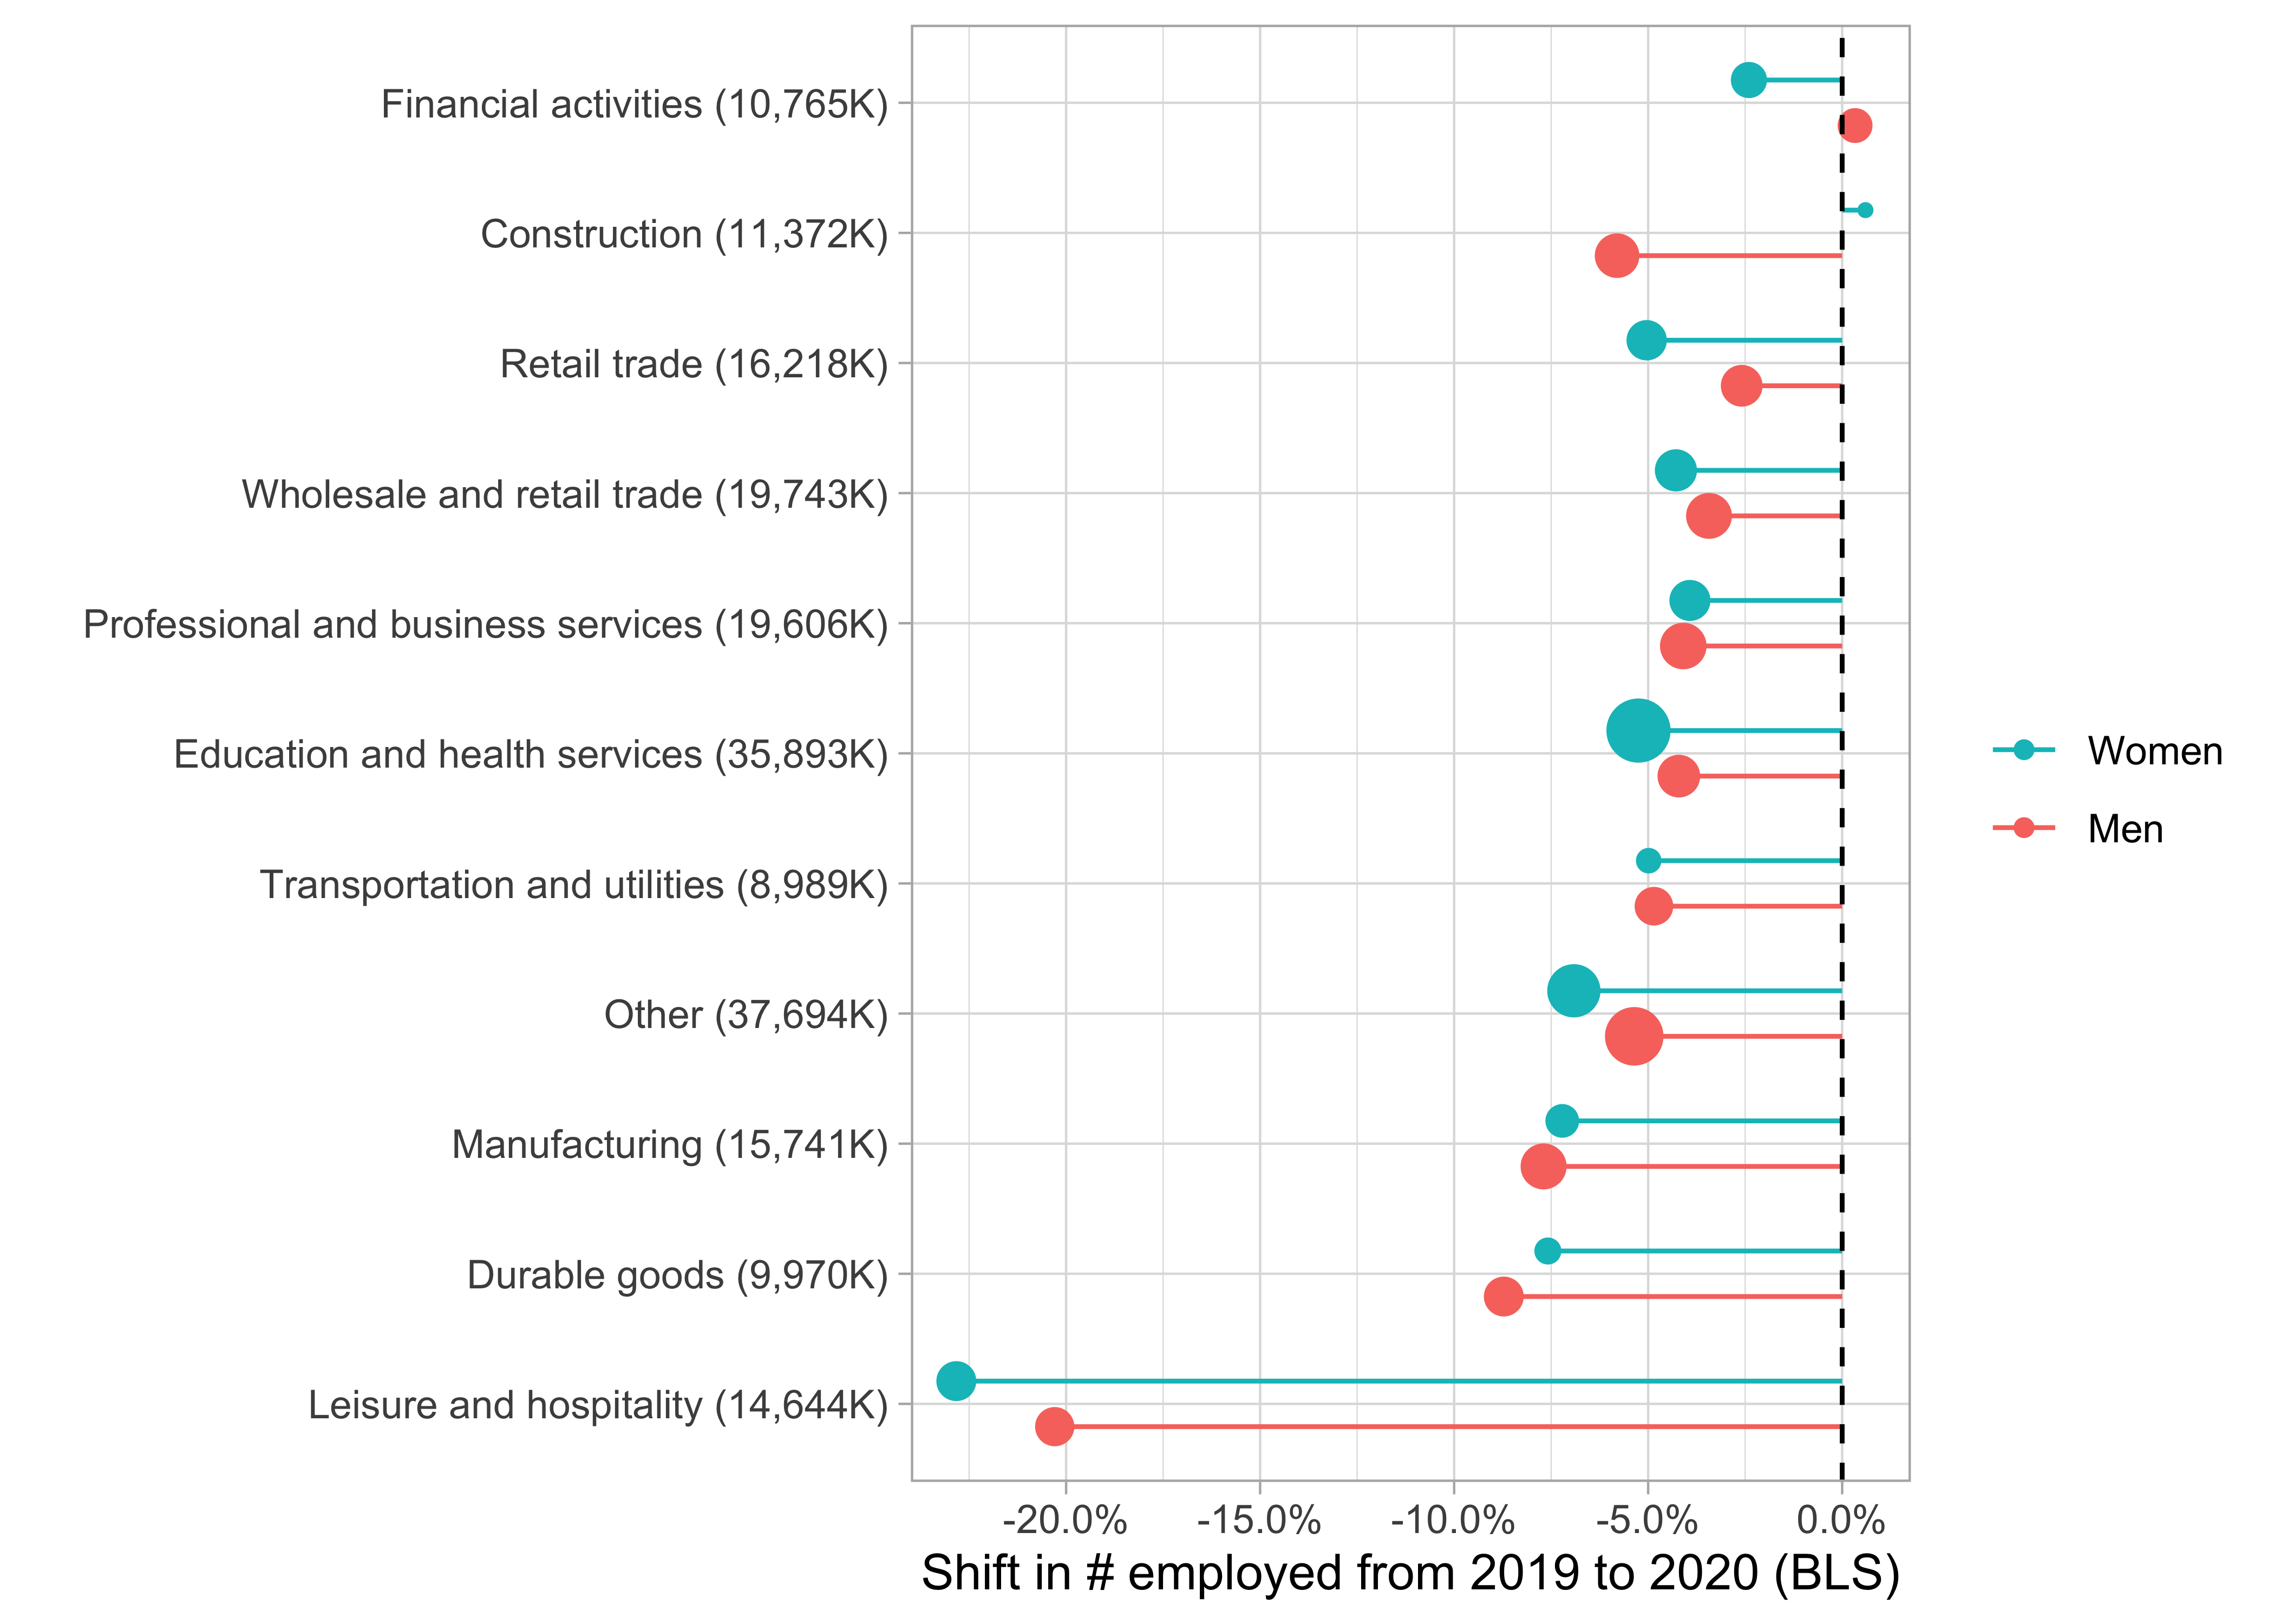 Financial activities (10,765K)
Construction (11,372K)
Retail trade (16,218K)
Wholesale and retail trade (19,743K)
Professional and business services (19,606K)
Education and health services (35,893K)
Transportation and utilities (8,989K)
Other (37,694K)
Manufacturing (15,741K)
Durable goods (9,970K)
Leisure and hospitality (14,644K)
-20.0% -15.0% -10.0% -5.0% 0.0%
Shift in # employed from 2019 to 2020 (BLS)
Women
Men